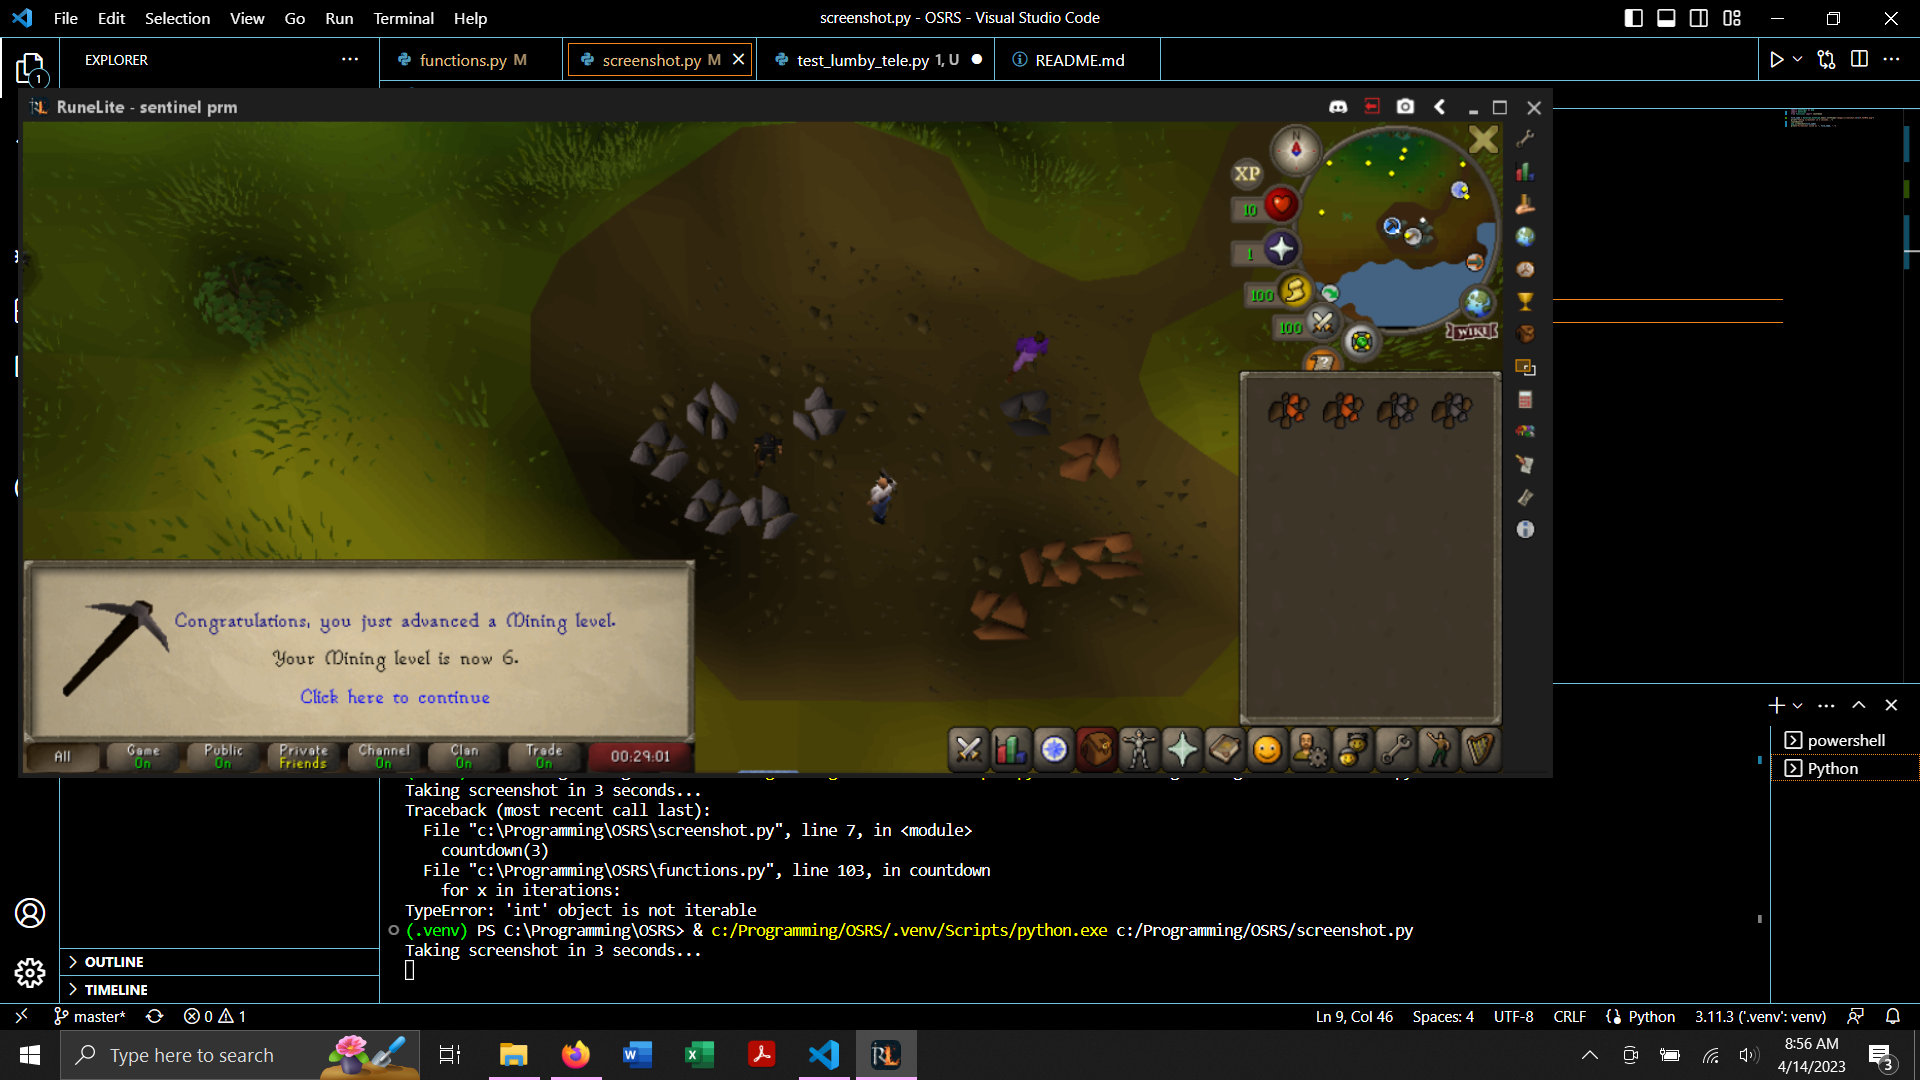 File Edit Selection View Go Run Terminal Help
screenshot.py - OSRS - Visual Studio Code
EXPLORER
functions.py M
screenshot.py M
test_lumby_tele.py 1, U
README.md
1
RuneLite - sentinel prm
N
XP
10
1
100
100
WIKI
Congratulations, you just advanced a Mining level.
Your Mining level is now 6.
Click here to continue
All
Game On
Public On
Private Friends
Channel On
Clan On
Trade On
00:29:01
powershell
Python
Taking screenshot in 3 seconds...
Traceback (most recent call last):
File "c:\Programming\OSRS\screenshot.py", line 7, in <module>
countdown(3)
File "c:\Programming\OSRS\functions.py", line 103, in countdown
for x in iterations:
TypeError: 'int' object is not iterable
(.venv) PS C:\Programming\OSRS> & c:/Programming/OSRS/.venv/Scripts/python.exe c:/Programming/OSRS/screenshot.py
Taking screenshot in 3 seconds...
OUTLINE
TIMELINE
master* 0 1
Ln 9, Col 46 Spaces: 4 UTF-8 CRLF Python 3.11.3 ('.venv': venv)
Type here to search
8:56 AM
4/14/2023
3